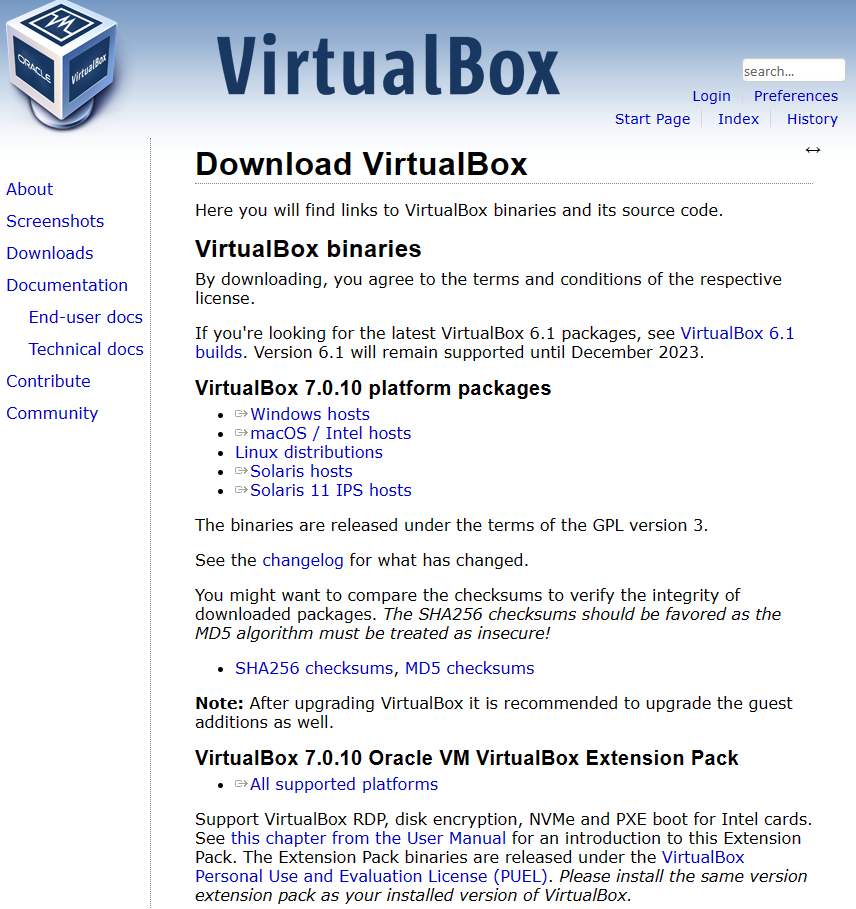 ORACLE
VirtualBox
VirtualBox
search...
Login Preferences
Start Page Index History
About
Screenshots
Downloads
Documentation
End-user docs
Technical docs
Contribute
Community
Download VirtualBox
Here you will find links to VirtualBox binaries and its source code.
VirtualBox binaries
By downloading, you agree to the terms and conditions of the respective
license.
If you're looking for the latest VirtualBox 6.1 packages, see VirtualBox 6.1
builds. Version 6.1 will remain supported until December 2023.
VirtualBox 7.0.10 platform packages
Windows hosts
macOS / Intel hosts
Linux distributions
Solaris hosts
Solaris 11 IPS hosts
The binaries are released under the terms of the GPL version 3.
See the changelog for what has changed.
You might want to compare the checksums to verify the integrity of
downloaded packages. The SHA256 checksums should be favored as the
MD5 algorithm must be treated as insecure!
SHA256 checksums, MD5 checksums
Note: After upgrading VirtualBox it is recommended to upgrade the guest
additions as well.
VirtualBox 7.0.10 Oracle VM VirtualBox Extension Pack
All supported platforms
Support VirtualBox RDP, disk encryption, NVMe and PXE boot for Intel cards.
See this chapter from the User Manual for an introduction to this Extension
Pack. The Extension Pack binaries are released under the VirtualBox
Personal Use and Evaluation License (PUEL). Please install the same version
extension pack as your installed version of VirtualBox.